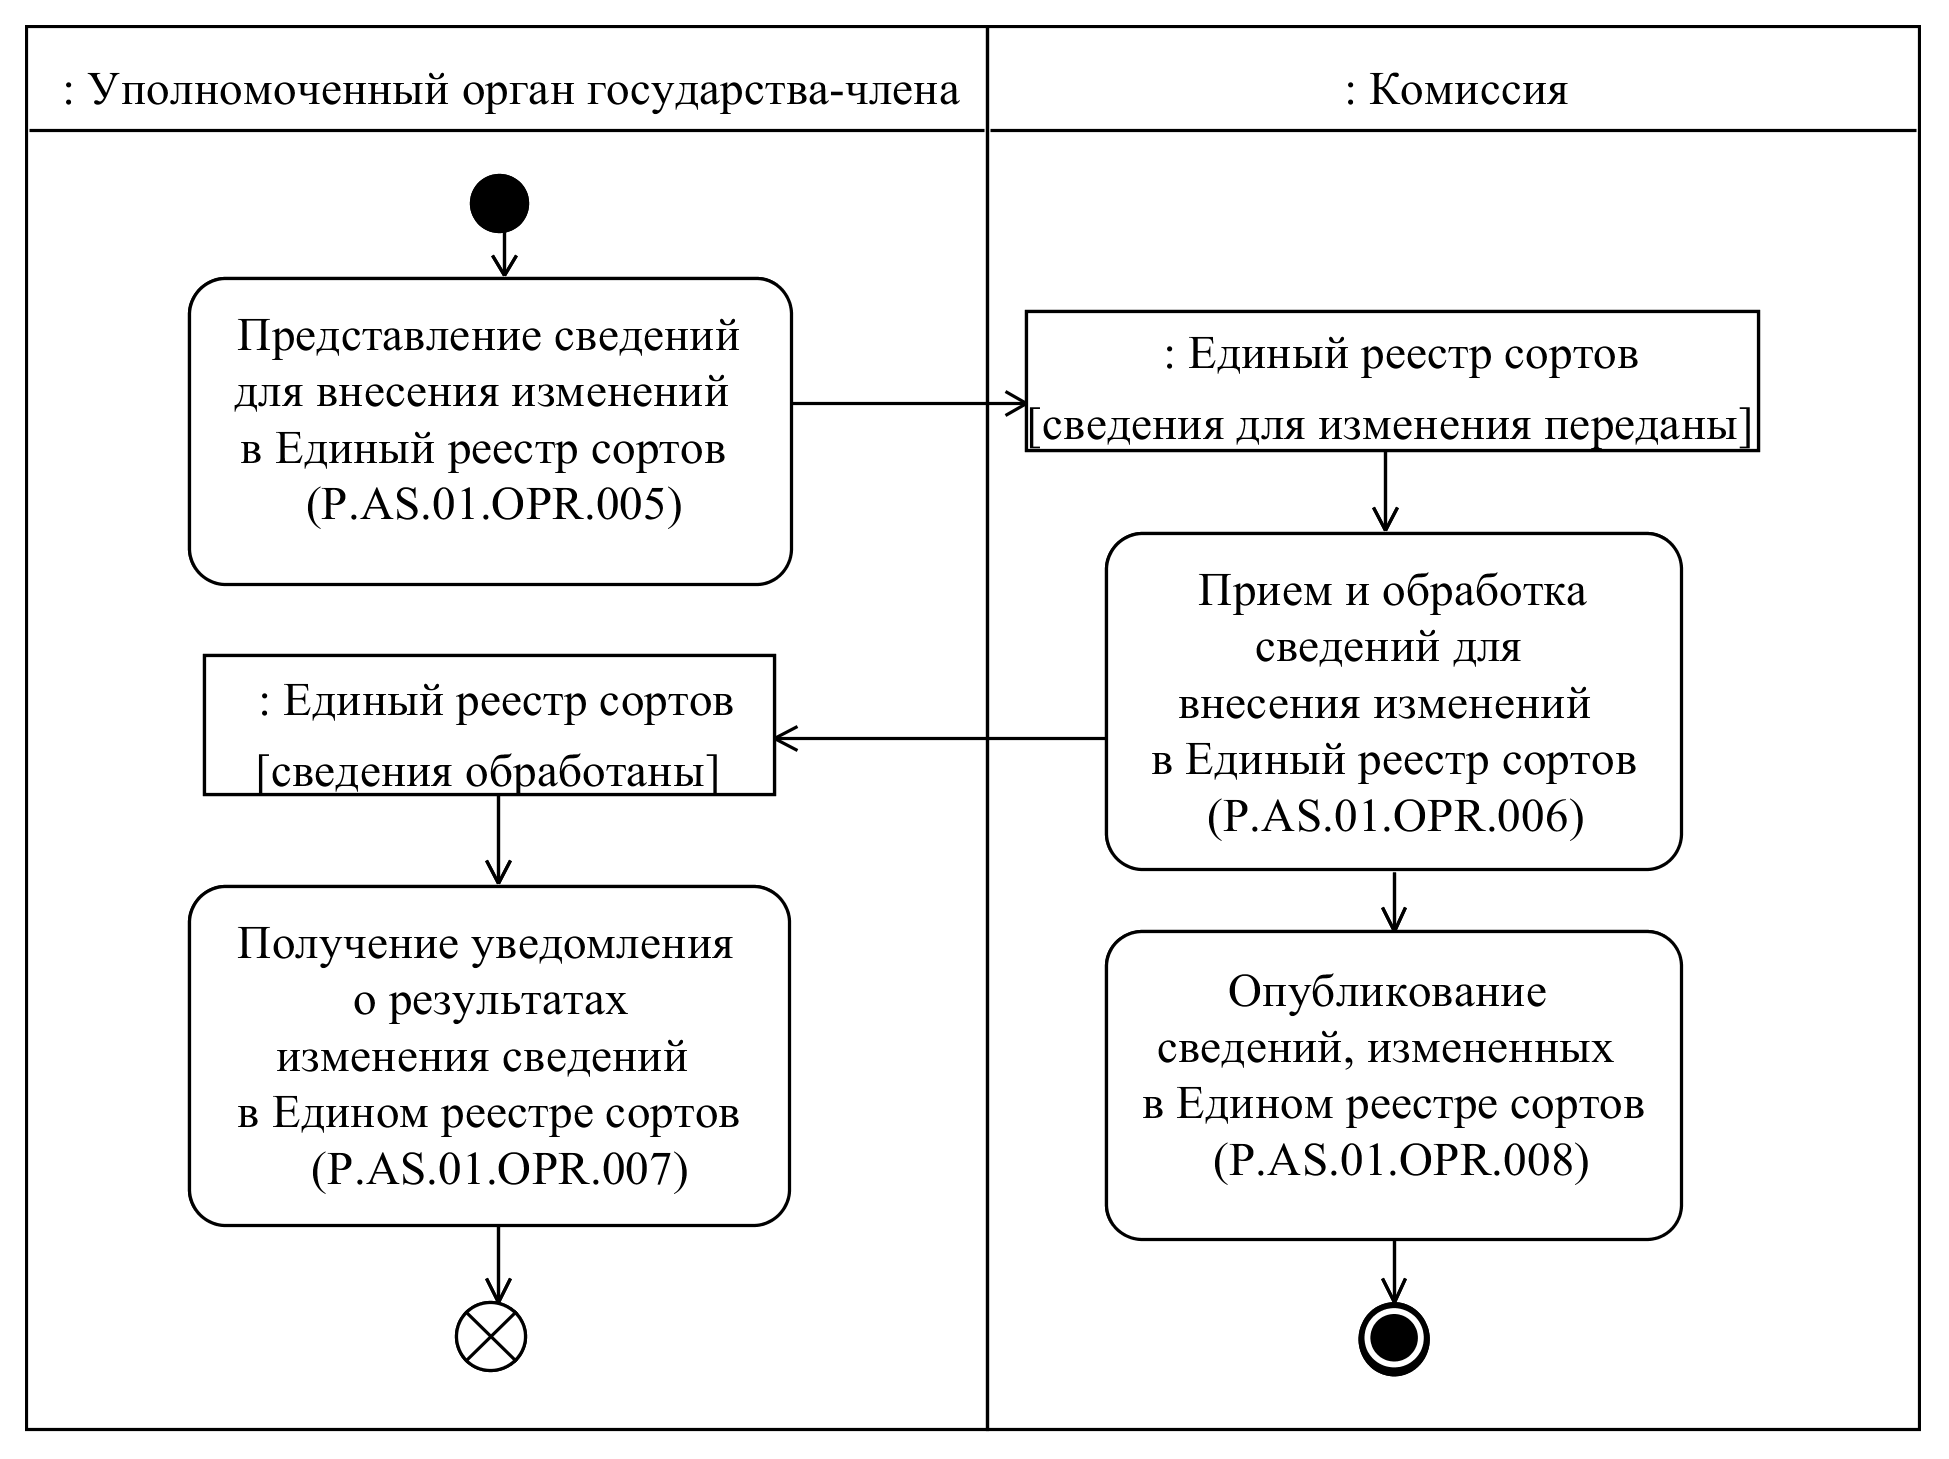 : Уполномоченный орган государства-члена
: Комиссия
Представление сведений
для внесения изменений
в Единый реестр сортов
(P.AS.01.OPR.005)
: Единый реестр сортов
[сведения для изменения переданы]
Прием и обработка
сведений для
внесения изменений
в Единый реестр сортов
(P.AS.01.OPR.006)
: Единый реестр сортов
[сведения обработаны]
Получение уведомления
о результатах
изменения сведений
в Едином реестре сортов
(P.AS.01.OPR.007)
Опубликование
сведений, измененных
в Едином реестре сортов
(P.AS.01.OPR.008)